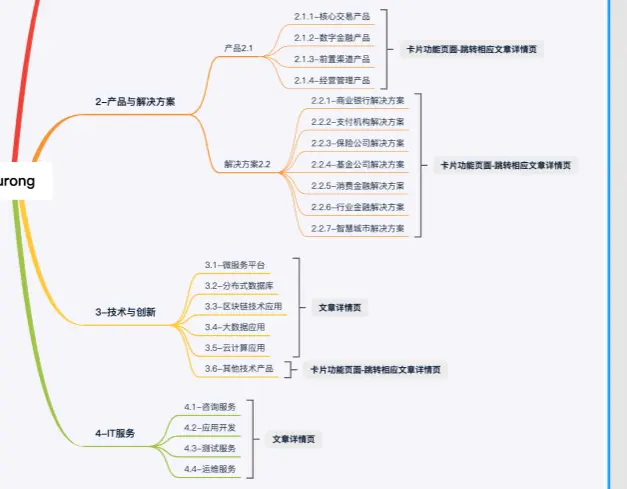 urong
2-产品与解决方案
产品2.1
2.1.1-核心交易产品
2.1.2-数字金融产品
2.1.3-前置渠道产品
2.1.4-经营管理产品
卡片功能页面-跳转相应文章详情页
解决方案2.2
2.2.1-商业银行解决方案
2.2.2-支付机构解决方案
2.2.3-保险公司解决方案
2.2.4-基金公司解决方案
2.2.5-消费金融解决方案
2.2.6-行业金融解决方案
2.2.7-智慧城市解决方案
卡片功能页面-跳转相应文章详情页
3-技术与创新
3.1-微服务平台
3.2-分布式数据库
3.3-区块链技术应用
3.4-大数据应用
3.5-云计算应用
文章详情页
3.6-其他技术产品
卡片功能页面-跳转相应文章详情页
4-IT服务
4.1-咨询服务
4.2-应用开发
4.3-测试服务
4.4-运维服务
文章详情页